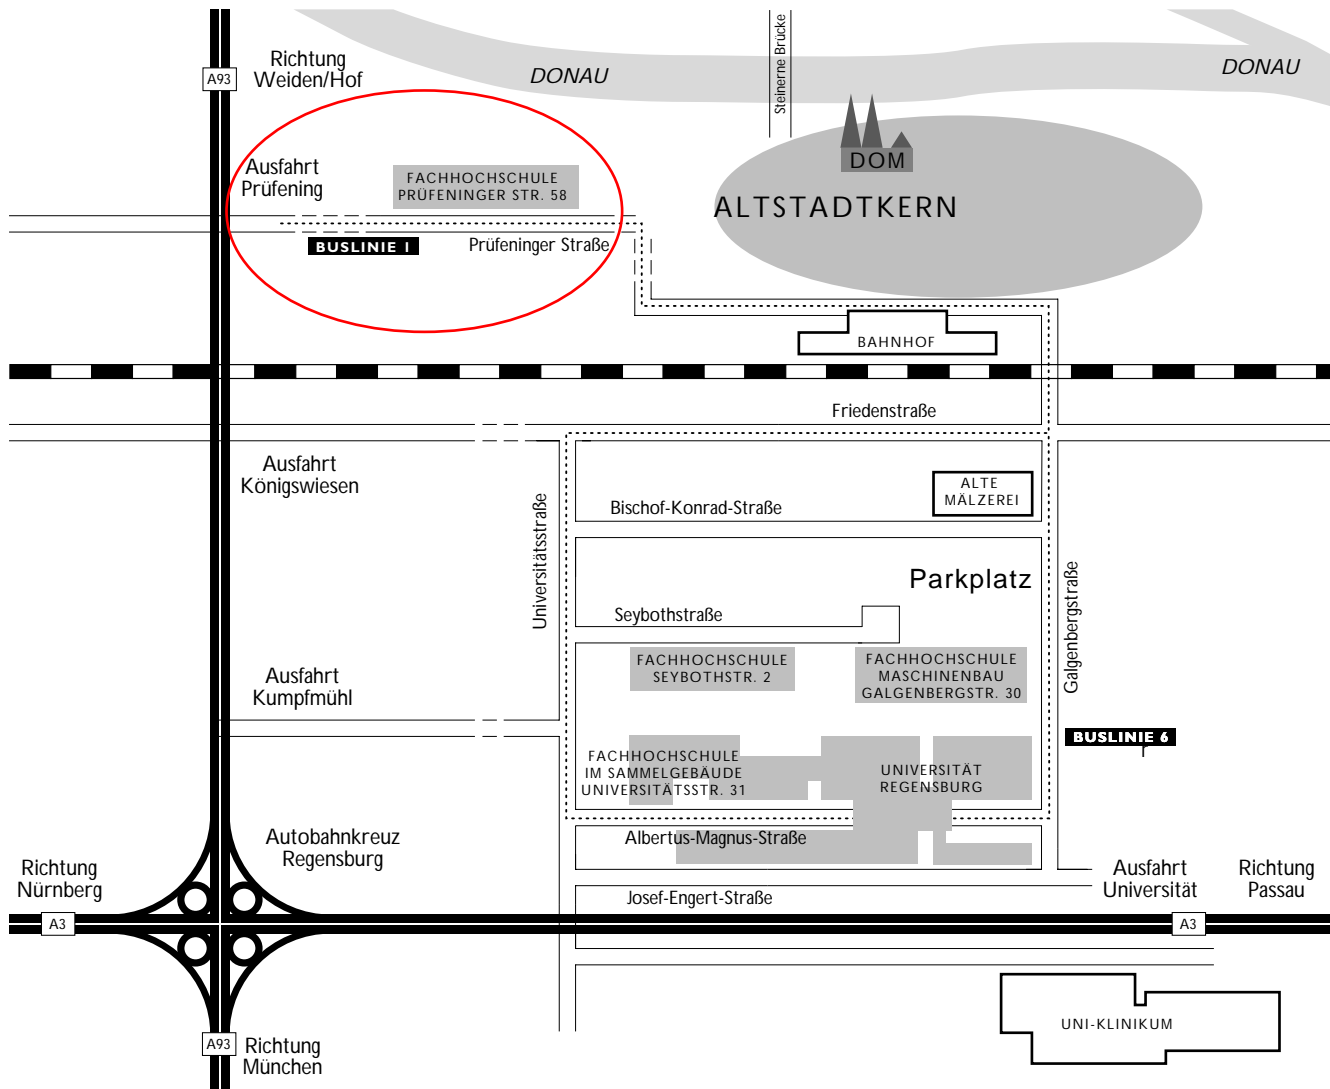 Richtung
Weiden/Hof
A93
DONAU
Steinerne Brücke
DONAU
DOM
ALTSTADTKERN
Ausfahrt
Prüfening
FACHHOCHSCHULE
PRÜFENINGER STR. 58
BUSLINIE 1
Prüfeninger Straße
BAHNHOF
Friedenstraße
Ausfahrt
Königswiesen
ALTE
MÄLZEREI
Bischof-Konrad-Straße
Universitätsstraße
Parkplatz
Galgenbergstraße
Seybothstraße
FACHHOCHSCHULE
SEYBOTHSTR. 2
FACHHOCHSCHULE
MASCHINENBAU
GALGENBERGSTR. 30
Ausfahrt
Kumpfmühl
BUSLINIE 6
FACHHOCHSCHULE
IM SAMMELGEBÄUDE
UNIVERSITÄTSSTR. 31
UNIVERSITÄT
REGENSBURG
Albertus-Magnus-Straße
Autobahnkreuz
Regensburg
Richtung
Nürnberg
A3
Josef-Engert-Straße
Ausfahrt
Universität
Richtung
Passau
A3
UNI-KLINIKUM
A93
Richtung
München